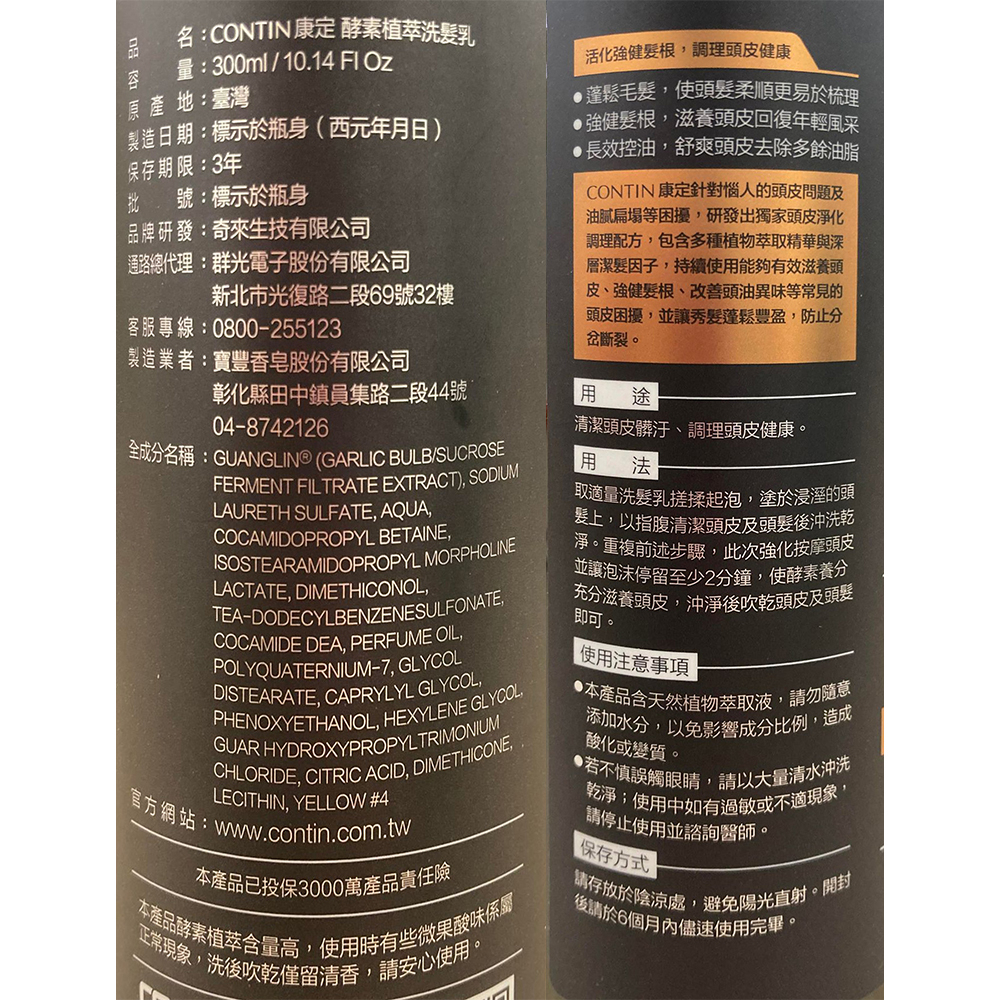 品名：CONTIN 康定 酵素植萃洗髮乳
容量：300ml / 10.14 Fl Oz
原產地：臺灣
製造日期：標示於瓶身（西元年月日）
保存期限：3年
批號：標示於瓶身
品牌研發：奇來生技有限公司
通路總代理：群光電子股份有限公司
新北市光復路二段69號32樓
客服專線：0800-255123
製造業者：寶豐香皂股份有限公司
彰化縣田中鎮員集路二段44號
04-8742126
全成分名稱：GUANGLIN® (GARLIC BULB/SUCROSE
FERMENT FILTRATE EXTRACT), SODIUM
LAURETH SULFATE, AQUA,
COCAMIDOPROPYL BETAINE,
ISOSTEARAMIDOPROPYL MORPHOLINE
LACTATE, DIMETHICONOL,
TEA-DODECYLBENZENESULFONATE,
COCAMIDE DEA, PERFUME OIL,
POLYQUATERNIUM-7, GLYCOL
DISTEARATE, CAPRYLYL GLYCOL,
PHENOXYETHANOL, HEXYLENE GLYCOL,
GUAR HYDROXYPROPYLTRIMONIUM
CHLORIDE, CITRIC ACID, DIMETHICONE,
LECITHIN, YELLOW #4
官方網站：www.contin.com.tw
本產品已投保3000萬產品責任險
本產品酵素植萃含量高，使用時有些微果酸味係屬
正常現象，洗後吹乾僅留清香，請安心使用。
活化強健髮根，調理頭皮健康
●蓬鬆毛髮，使頭髮柔順更易於梳理
●強健髮根，滋養頭皮回復年輕風采
●長效控油，舒爽頭皮去除多餘油脂
CONTIN 康定針對惱人的頭皮問題及
油膩扁塌等困擾，研發出獨家頭皮淨化
調理配方，包含多種植物萃取精華與深
層潔髮因子，持續使用能夠有效滋養頭
皮、強健髮根、改善頭油異味等常見的
頭皮困擾，並讓秀髮蓬鬆豐盈，防止分
岔斷裂。
用途
清潔頭皮髒汙、調理頭皮健康。
用法
取適量洗髮乳搓揉起泡，塗於浸溼的頭
髮上，以指腹清潔頭皮及頭髮後沖洗乾
淨。重複前述步驟，此次強化按摩頭皮
並讓泡沫停留至少2分鐘，使酵素養分
充分滋養頭皮，沖淨後吹乾頭皮及頭髮
即可。
使用注意事項
●本產品含天然植物萃取液，請勿隨意
添加水分，以免影響成分比例，造成
酸化或變質。
●若不慎誤觸眼睛，請以大量清水沖洗
乾淨；使用中如有過敏或不適現象，
請停止使用並諮詢醫師。
保存方式
請存放於陰涼處，避免陽光直射。開封
後請於6個月內儘速使用完畢。